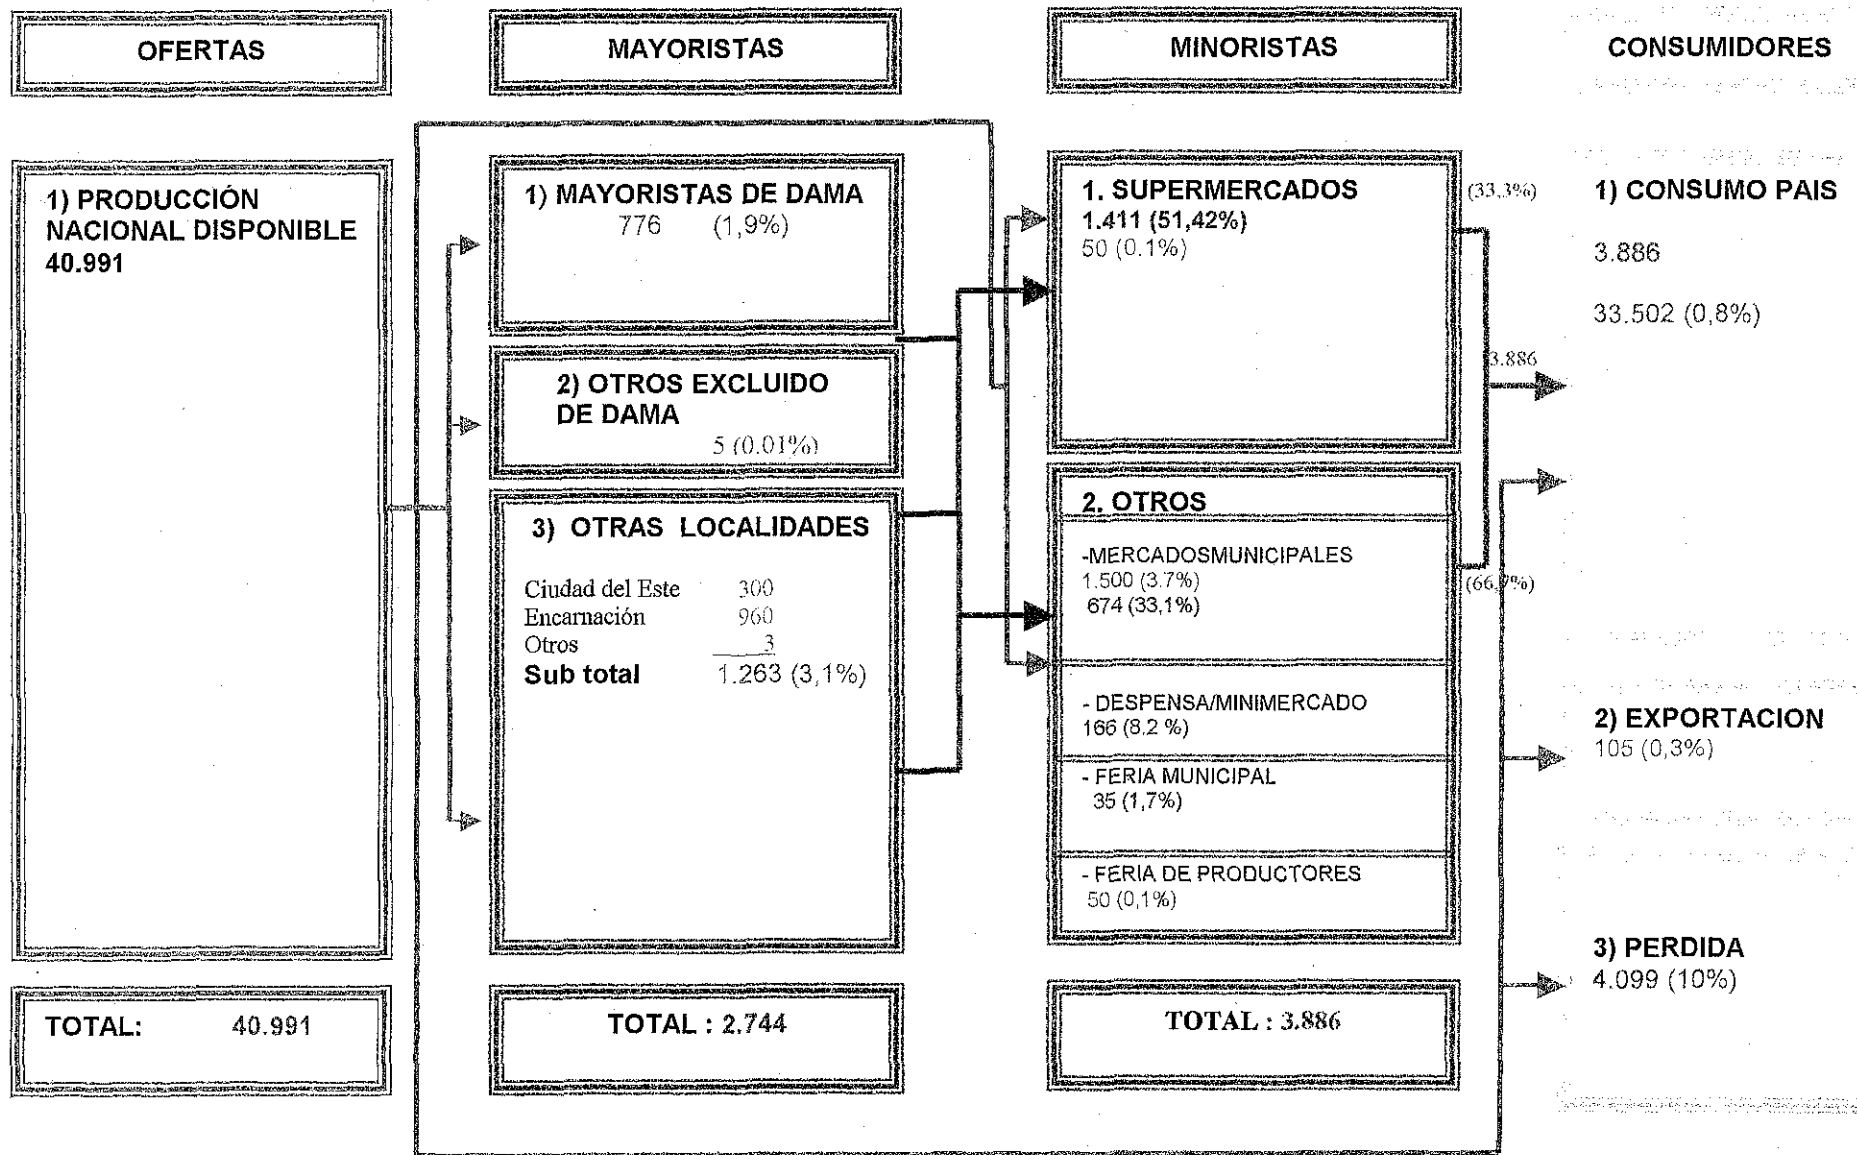 OFERTAS
MAYORISTAS
MINORISTAS
CONSUMIDORES
1) PRODUCCIÓN
NACIONAL DISPONIBLE
40.991
TOTAL: 40.991
1) MAYORISTAS DE DAMA
776 (1,9%)
2) OTROS EXCLUIDO
DE DAMA
5 (0.01%)
3) OTRAS LOCALIDADES
Ciudad del Este 300
Encarnación 960
Otros 3
Sub total 1.263 (3,1%)
TOTAL : 2.744
1. SUPERMERCADOS
1.411 (51,42%)
50 (0.1%)
2. OTROS
-MERCADOSMUNICIPALES
1.500 (3.7%)
674 (33,1%)
- DESPENSA/MINIMERCADO
166 (8.2 %)
- FERIA MUNICIPAL
35 (1,7%)
- FERIA DE PRODUCTORES
50 (0,1%)
TOTAL : 3.886
(33,3%)
3.886
(66,7%)
1) CONSUMO PAIS
3.886
33.502 (0,8%)
2) EXPORTACION
105 (0,3%)
3) PERDIDA
4.099 (10%)